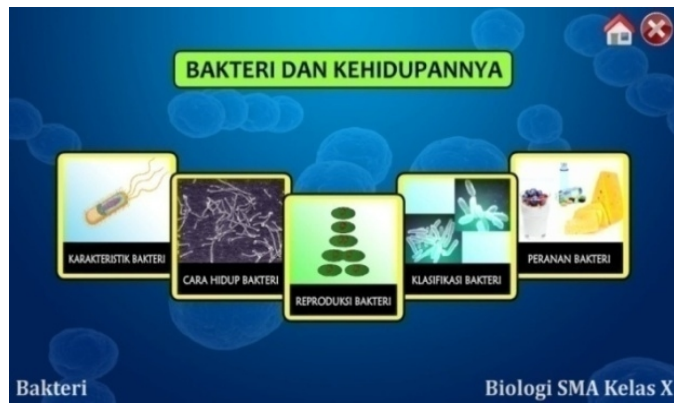 BAKTERI DAN KEHIDUPANNYA
KARAKTERISTIK BAKTERI
CARA HIDUP BAKTERI
REPRODUKSI BAKTERI
KLASIFIKASI BAKTERI
PERANAN BAKTERI
Bakteri
Biologi SMA Kelas X